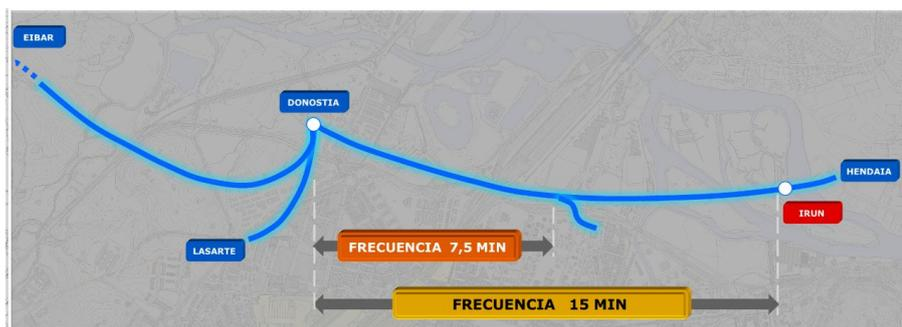 EIBAR
DONOSTIA
HENDAIA
IRUN
LASARTE
FRECUENCIA 7,5 MIN
FRECUENCIA 15 MIN